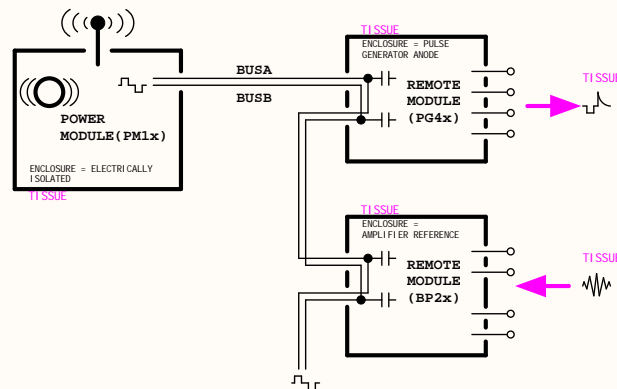 TISSUE
ENCLOSURE = PULSE
GENERATOR ANODE
BUSA
BUSB
POWER
MODULE(PM1x)
ENCLOSURE = ELECTRICALLY
ISOLATED
TISSUE
REMOTE
MODULE
(PG4x)
TISSUE
TISSUE
ENCLOSURE =
AMPLIFIER REFERENCE
REMOTE
MODULE
(BP2x)
TISSUE